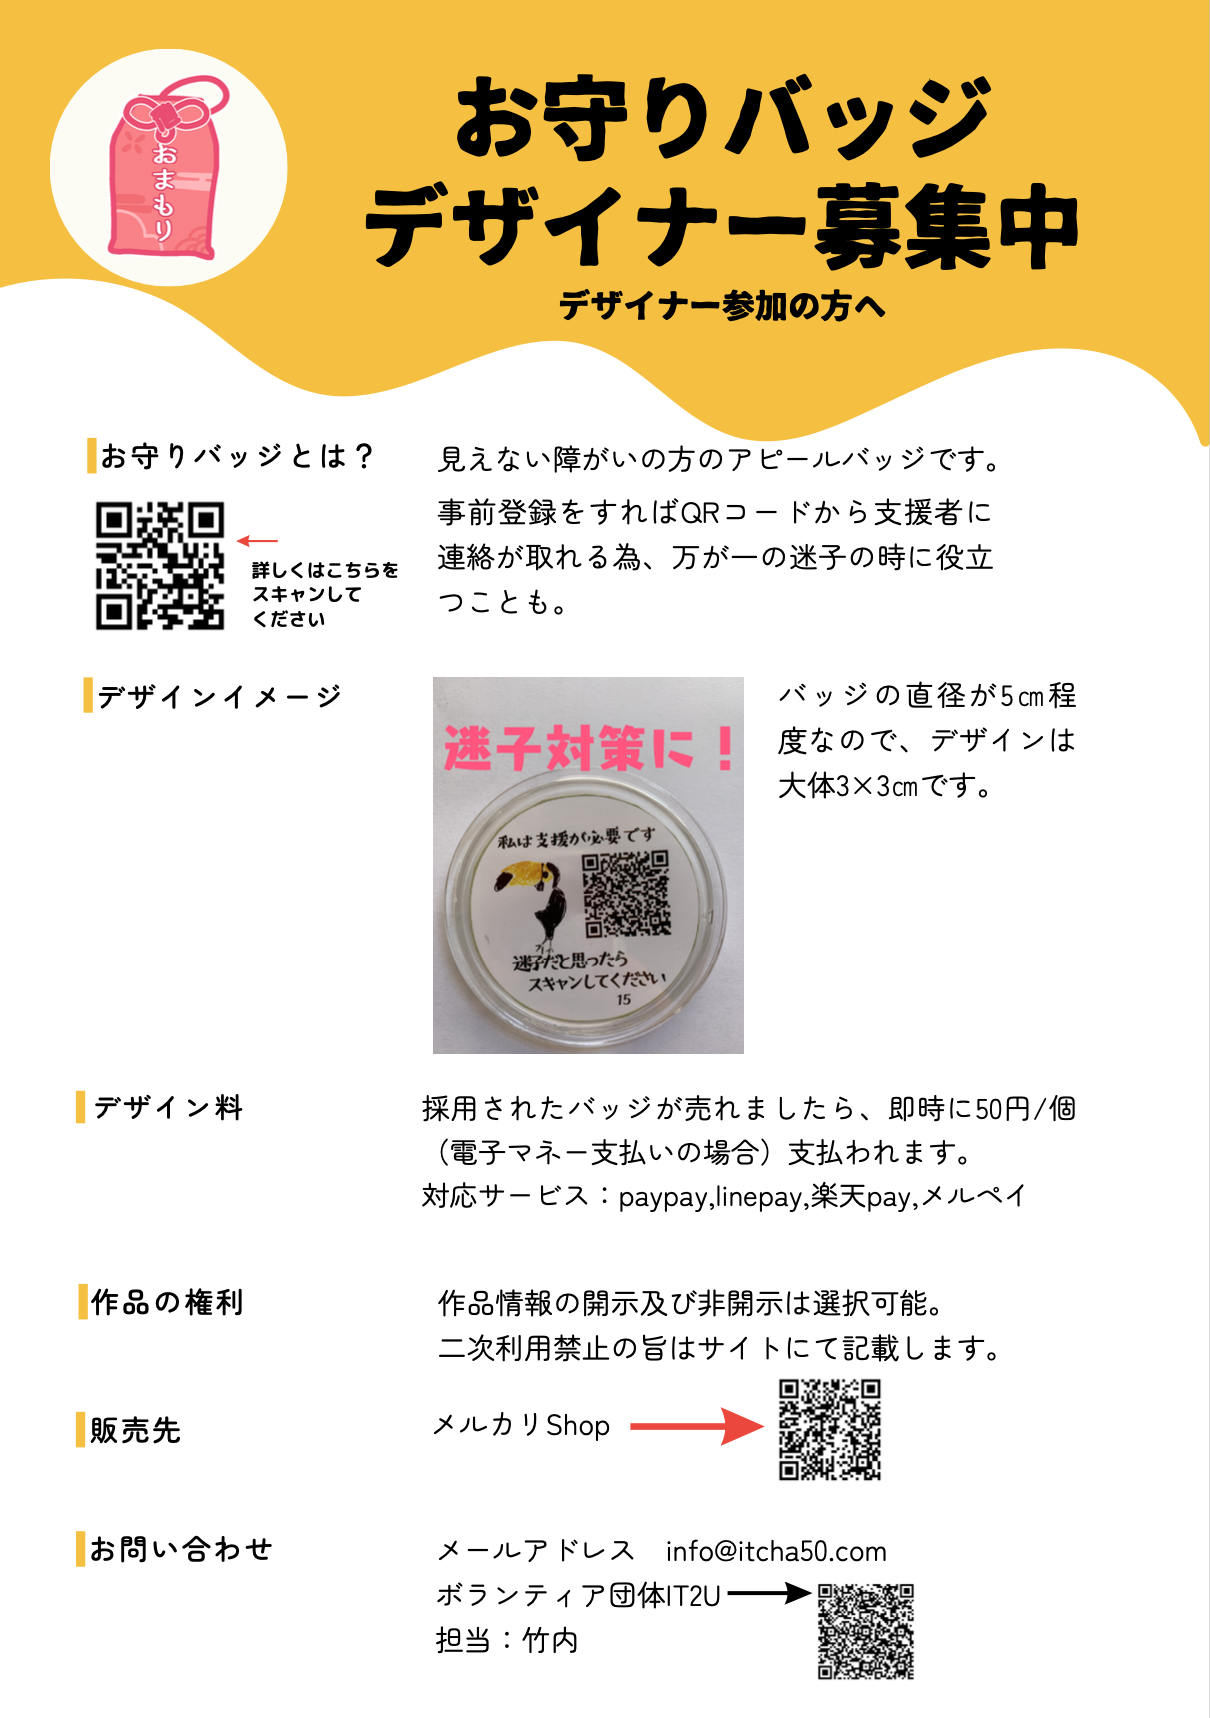 おまもり
お守りバッジ
デザイナー募集中
デザイナー参加の方へ
お守りバッジとは？
詳しくはこちらを
スキャンして
ください
見えない障がいの方のアピールバッジです。
事前登録をすればQRコードから支援者に
連絡が取れる為、万が一の迷子の時に役立
つことも。
デザインイメージ
迷子対策に！
私は支援が必要です
迷子だと思ったら
スキャンしてください
15
バッジの直径が5㎝程
度なので、デザインは
大体3×3㎝です。
デザイン料
採用されたバッジが売れましたら、即時に50円/個
（電子マネー支払いの場合）支払われます。
対応サービス：paypay,linepay,楽天pay,メルペイ
作品の権利
作品情報の開示及び非開示は選択可能。
二次利用禁止の旨はサイトにて記載します。
販売先
メルカリShop
お問い合わせ
メールアドレス　info@itcha50.com
ボランティア団体IT2U
担当：竹内